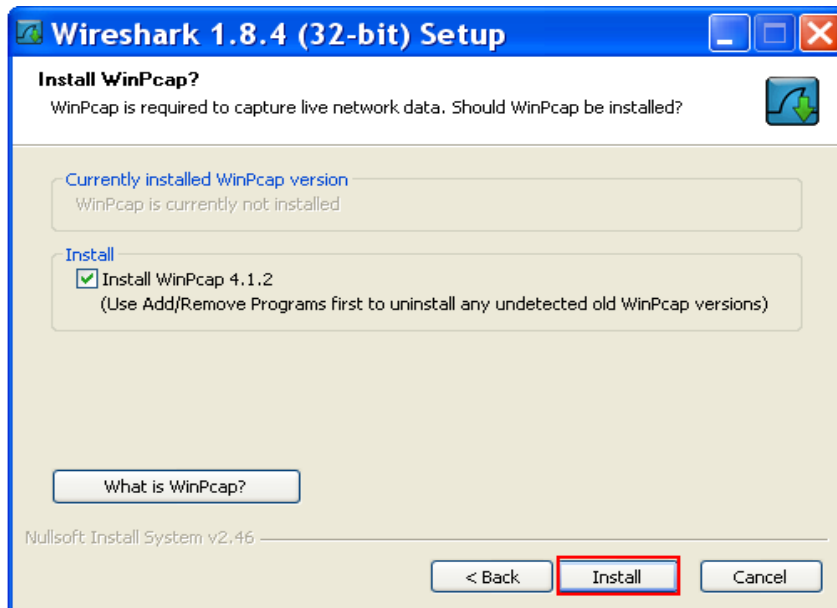 Wireshark 1.8.4 (32-bit) Setup
Install WinPcap?
WinPcap is required to capture live network data. Should WinPcap be installed?
Currently installed WinPcap version
WinPcap is currently not installed
Install
Install WinPcap 4.1.2
(Use Add/Remove Programs first to uninstall any undetected old WinPcap versions)
What is WinPcap?
Nullsoft Install System v2.46
< Back Install Cancel